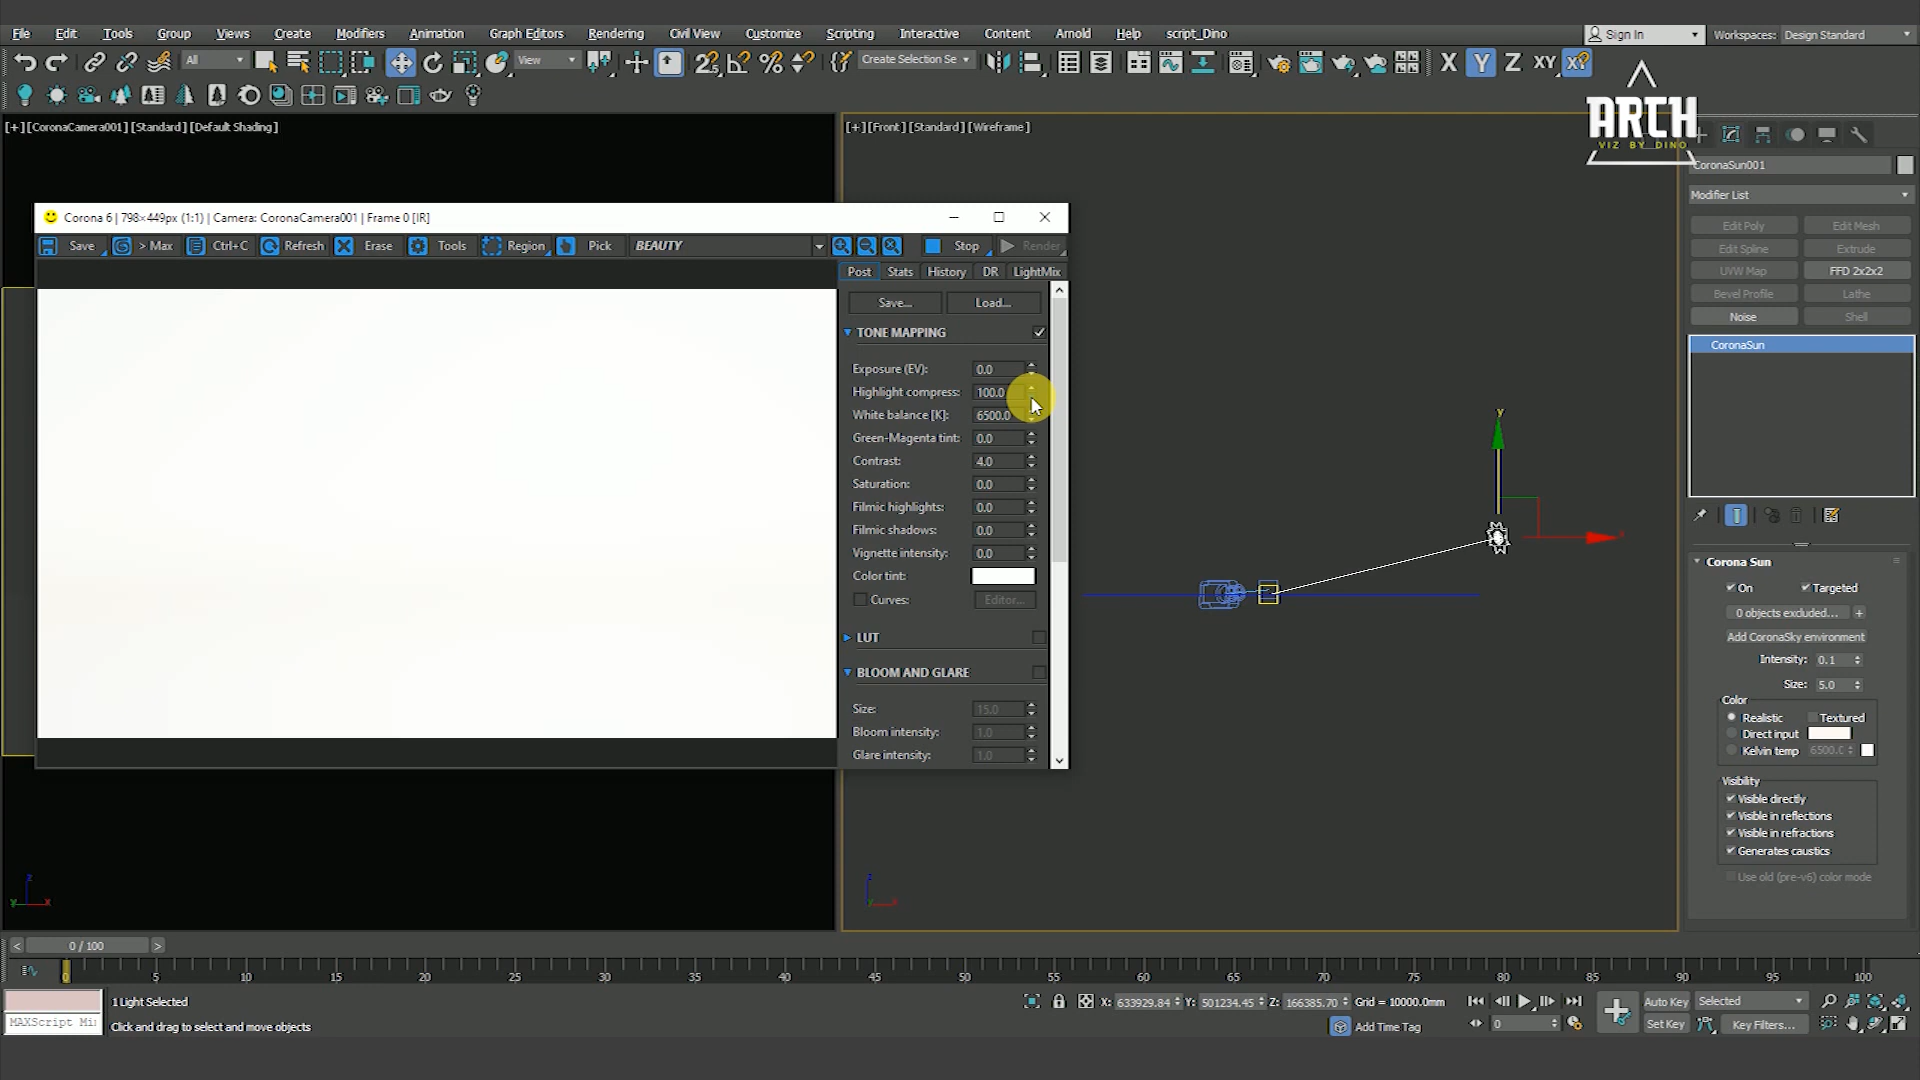 File Edit Tools Group Views Create Modifiers Animation Graph Editors Rendering Civil View Customize Scripting Interactive Content Arnold Help script_Dino
Sign In Workspaces: Design Standard
All View Create Selection Se X Y Z XY XY
ARCH
VIZ BY DINO
[+][CoronaCamera001][Standard][Default Shading]
[+][Front][Standard][Wireframe]
Corona 6 | 798×449px (1:1) | Camera: CoronaCamera001 | Frame 0 [IR]
Save > Max Ctrl+C Refresh Erase Tools Region Pick BEAUTY Stop Render
Post Stats History DR LightMix
Save... Load...
TONE MAPPING
Exposure (EV): 0.0
Highlight compress: 100.0
White balance [K]: 6500.0
Green-Magenta tint: 0.0
Contrast: 4.0
Saturation: 0.0
Filmic highlights: 0.0
Filmic shadows: 0.0
Vignette intensity: 0.0
Color tint:
Curves: Editor...
LUT
BLOOM AND GLARE
Size: 15.0
Bloom intensity: 1.0
Glare intensity: 1.0
y
x
z
y x
z
y x
CoronaSun001
Modifier List
Edit Poly Edit Mesh
Edit Spline Extrude
UVW Map FFD 2x2x2
Bevel Profile Lathe
Noise Shell
CoronaSun
Corona Sun
On Targeted
0 objects excluded... +
Add CoronaSky environment
Intensity: 0.1
Size: 5.0
Color
Realistic Textured
Direct input
Kelvin temp 6500.0
Visibility
Visible directly
Visible in reflections
Visible in refractions
Generates caustics
Use old (pre-v6) color mode
< 0 / 100 >
0 5 10 15 20 25 30 35 40 45 50 55 60 65 70 75 80 85 90 95 100
1 Light Selected
X: 633929.84 Y: 501234.45 Z: 166385.70 Grid = 10000.0mm
Auto Key Selected
MAXScript Mi
Click and drag to select and move objects
Add Time Tag
0
Set Key Key Filters...